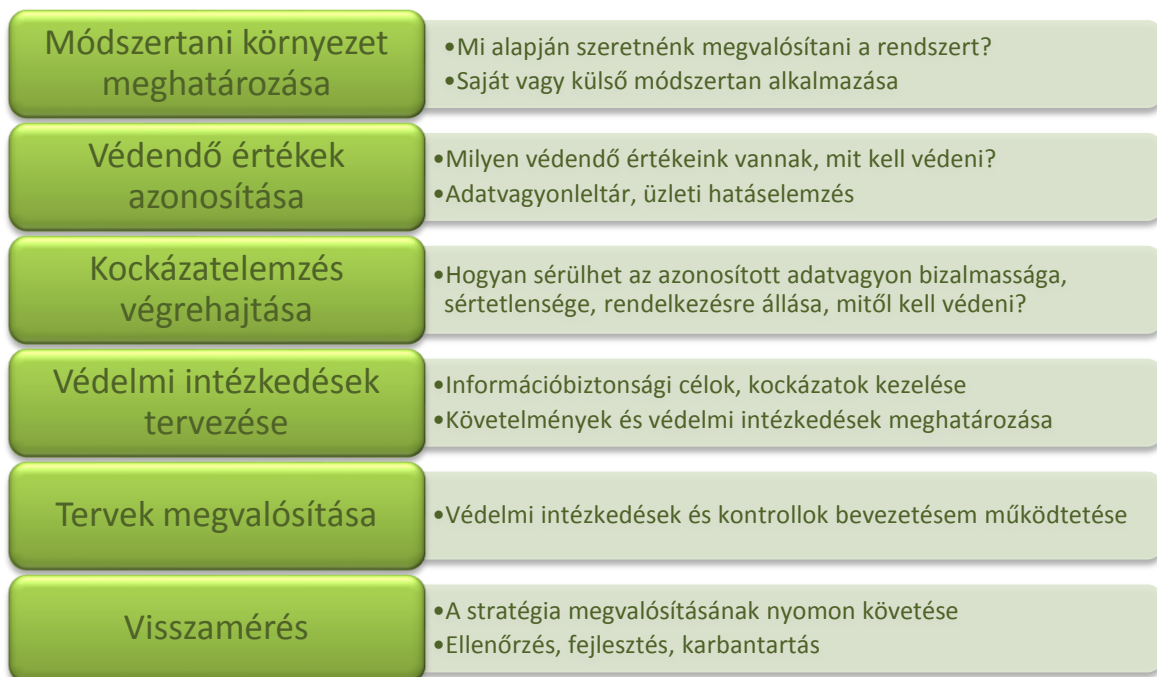 Módszertani környezet
meghatározása
•Mi alapján szeretnénk megvalósítani a rendszert?
•Saját vagy külső módszertan alkalmazása
Védendő értékek
azonosítása
•Milyen védendő értékeink vannak, mit kell védeni?
•Adatvagyonleltár, üzleti hatáselemzés
Kockázatelemzés
végrehajtása
•Hogyan sérülhet az azonosított adatvagyon bizalmassága,
sértetlensége, rendelkezésre állása, mitől kell védeni?
Védelmi intézkedések
tervezése
•Információbiztonsági célok, kockázatok kezelése
•Követelmények és védelmi intézkedések meghatározása
Tervek megvalósítása
•Védelmi intézkedések és kontrollok bevezetésem működtetése
Visszamérés
•A stratégia megvalósításának nyomon követése
•Ellenőrzés, fejlesztés, karbantartás